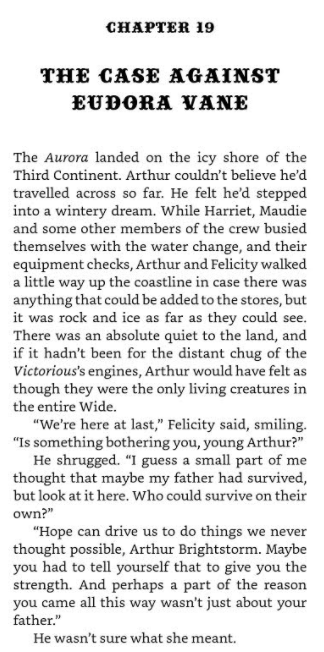 CHAPTER 19
THE CASE AGAINST
EUDORA VANE
The Aurora landed on the icy shore of the
Third Continent. Arthur couldn’t believe he’d
travelled across so far. He felt he’d stepped
into a wintery dream. While Harriet, Maudie
and some other members of the crew busied
themselves with the water change, and their
equipment checks, Arthur and Felicity walked
a little way up the coastline in case there was
anything that could be added to the stores, but
it was rock and ice as far as they could see.
There was an absolute quiet to the land, and
if it hadn’t been for the distant chug of the
Victorious’s engines, Arthur would have felt as
though they were the only living creatures in
the entire Wide.
“We’re here at last,” Felicity said, smiling.
“Is something bothering you, young Arthur?”
He shrugged. “I guess a small part of me
thought that maybe my father had survived,
but look at it here. Who could survive on their
own?”
“Hope can drive us to do things we never
thought possible, Arthur Brightstorm. Maybe
you had to tell yourself that to give you the
strength. And perhaps a part of the reason
you came all this way wasn’t just about your
father.”
He wasn’t sure what she meant.